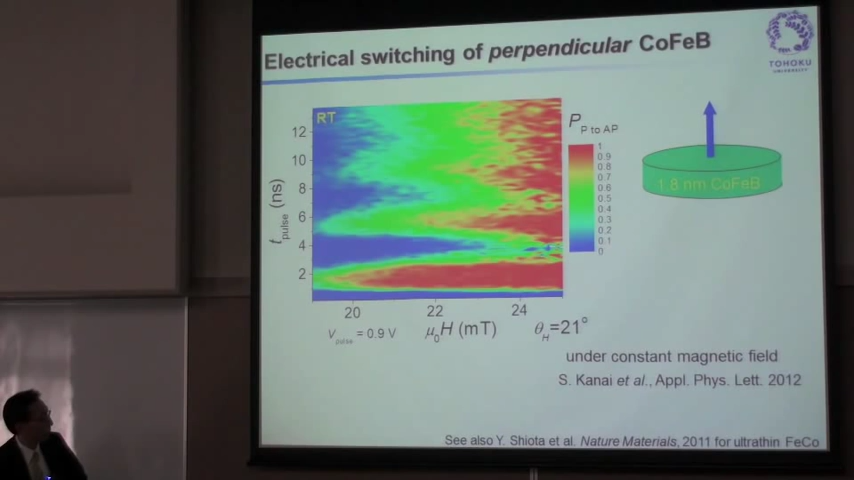 Electrical switching of perpendicular CoFeB
TOHOKU
UNIVERSITY
RT
12
10
8
6
4
2
t pulse (ns)
20
22
24
V pulse = 0.9 V
μ0H (mT)
θH=21°
P P to AP
1
0.9
0.8
0.7
0.6
0.5
0.4
0.3
0.2
0.1
0
1.8 nm CoFeB
under constant magnetic field
S. Kanai et al., Appl. Phys. Lett. 2012
See also Y. Shiota et al. Nature Materials, 2011 for ultrathin FeCo